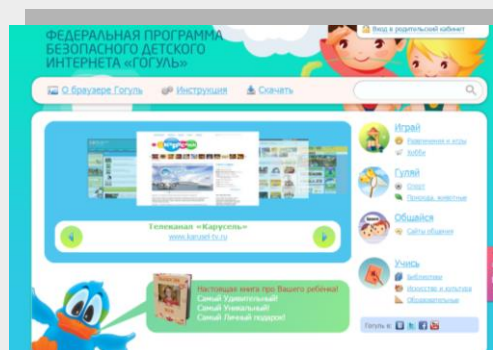 ФЕДЕРАЛЬНАЯ ПРОГРАММА
БЕЗОПАСНОГО ДЕТСКОГО
ИНТЕРНЕТА «ГОГУЛЬ»
Вход в родительский кабинет
О браузере Гогуль
Инструкция
Скачать
Телеканал «Карусель»
www.karusel-tv.ru
Играй
Развлечения и игры
Хобби
Гуляй
Спорт
Природа, животные
Общайся
Сайты общения
Учись
Библиотеки
Искусство и культура
Образовательные
Гогуль в:
Настоящая книга про Вашего ребёнка!
Самый Удивительный!
Самый Уникальный!
Самый Личный подарок!